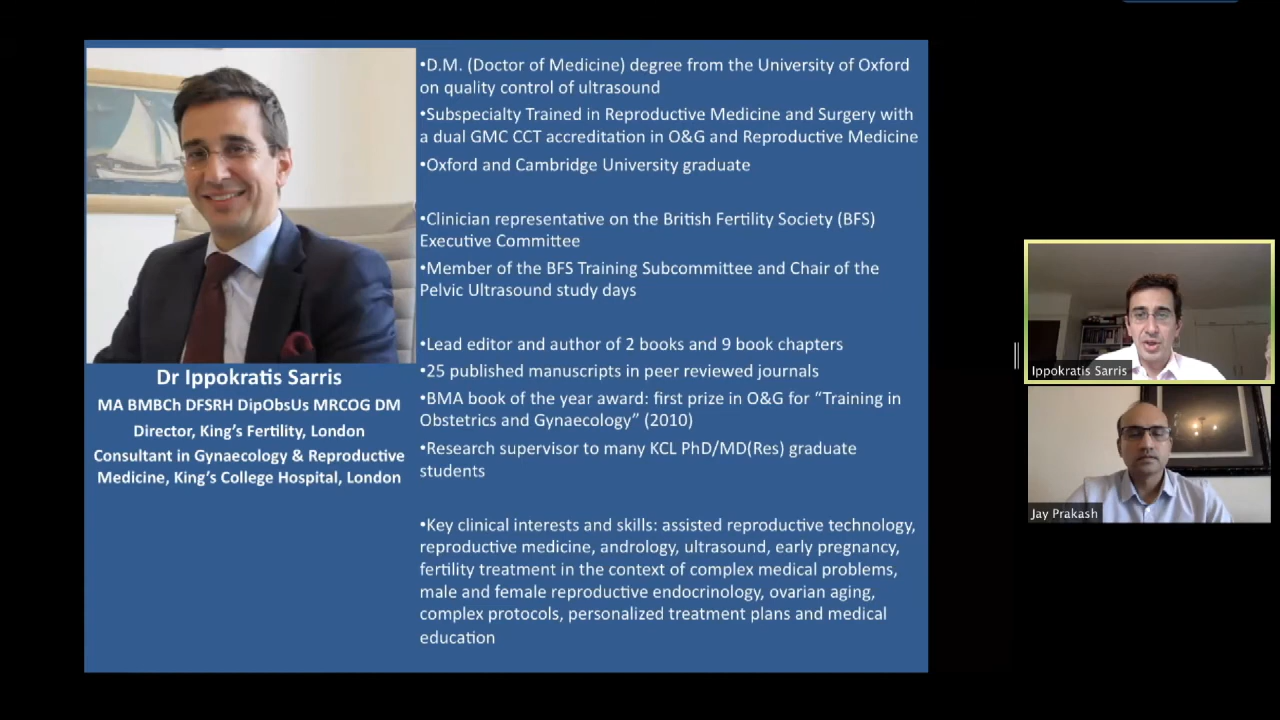 •D.M. (Doctor of Medicine) degree from the University of Oxford
on quality control of ultrasound
•Subspecialty Trained in Reproductive Medicine and Surgery with
a dual GMC CCT accreditation in O&G and Reproductive Medicine
•Oxford and Cambridge University graduate
•Clinician representative on the British Fertility Society (BFS)
Executive Committee
•Member of the BFS Training Subcommittee and Chair of the
Pelvic Ultrasound study days
•Lead editor and author of 2 books and 9 book chapters
•25 published manuscripts in peer reviewed journals
•BMA book of the year award: first prize in O&G for “Training in
Obstetrics and Gynaecology” (2010)
•Research supervisor to many KCL PhD/MD(Res) graduate
students
•Key clinical interests and skills: assisted reproductive technology,
reproductive medicine, andrology, ultrasound, early pregnancy,
fertility treatment in the context of complex medical problems,
male and female reproductive endocrinology, ovarian aging,
complex protocols, personalized treatment plans and medical
education
Dr Ippokratis Sarris
MA BMBCh DFSRH DipObsUs MRCOG DM
Director, King’s Fertility, London
Consultant in Gynaecology & Reproductive
Medicine, King’s College Hospital, London
Ippokratis Sarris
Jay Prakash